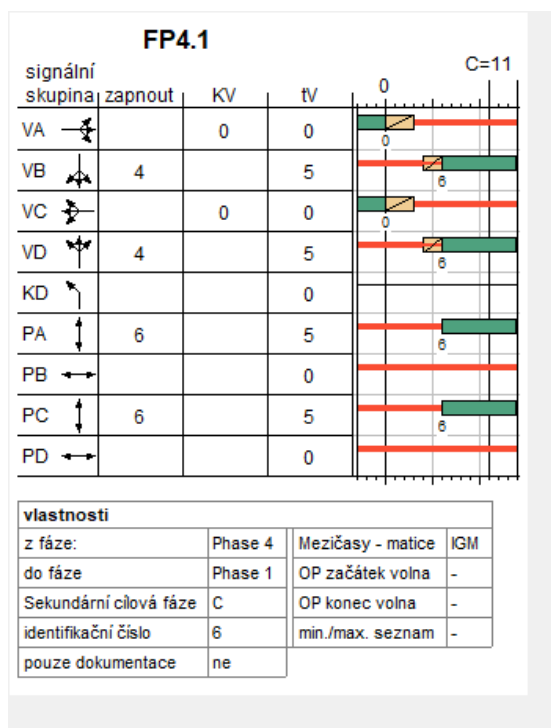 FP4.1
signální
skupina zapnout KV tV 0 C=11
VA 0 0 0
VB 4 5 6
VC 0 0 0
VD 4 5 6
KD 0
PA 6 5 6
PB 0
PC 6 5 6
PD 0
vlastnosti
z fáze: Phase 4 Mezičasy - matice IGM
do fáze Phase 1 OP začátek volna -
Sekundární cílová fáze C OP konec volna -
identifikační číslo 6 min./max. seznam -
pouze dokumentace ne